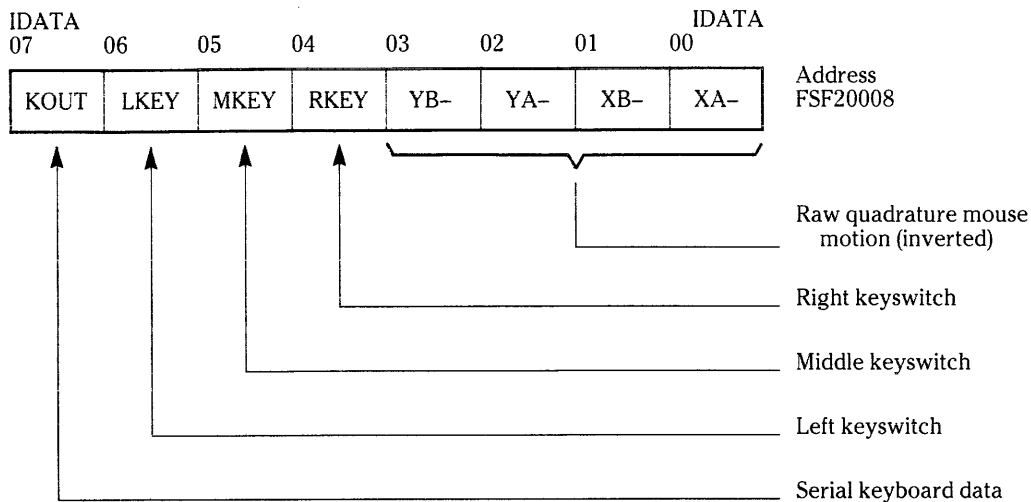 IDATA IDATA
07 06 05 04 03 02 01 00
KOUT LKEY MKEY RKEY YB– YA– XB– XA–
Address
FSF20008
Raw quadrature mouse
motion (inverted)
Right keyswitch
Middle keyswitch
Left keyswitch
Serial keyboard data